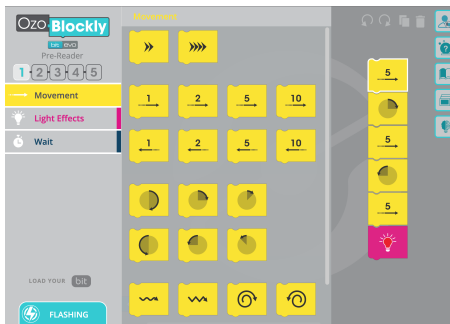 Ozo Blockly
bit evo
Pre-Reader
1 2 3 4 5
Movement
Light Effects
Wait
LOAD YOUR bit
FLASHING
Movement
1 2 5 10
1 2 5 10
5
5
5
?